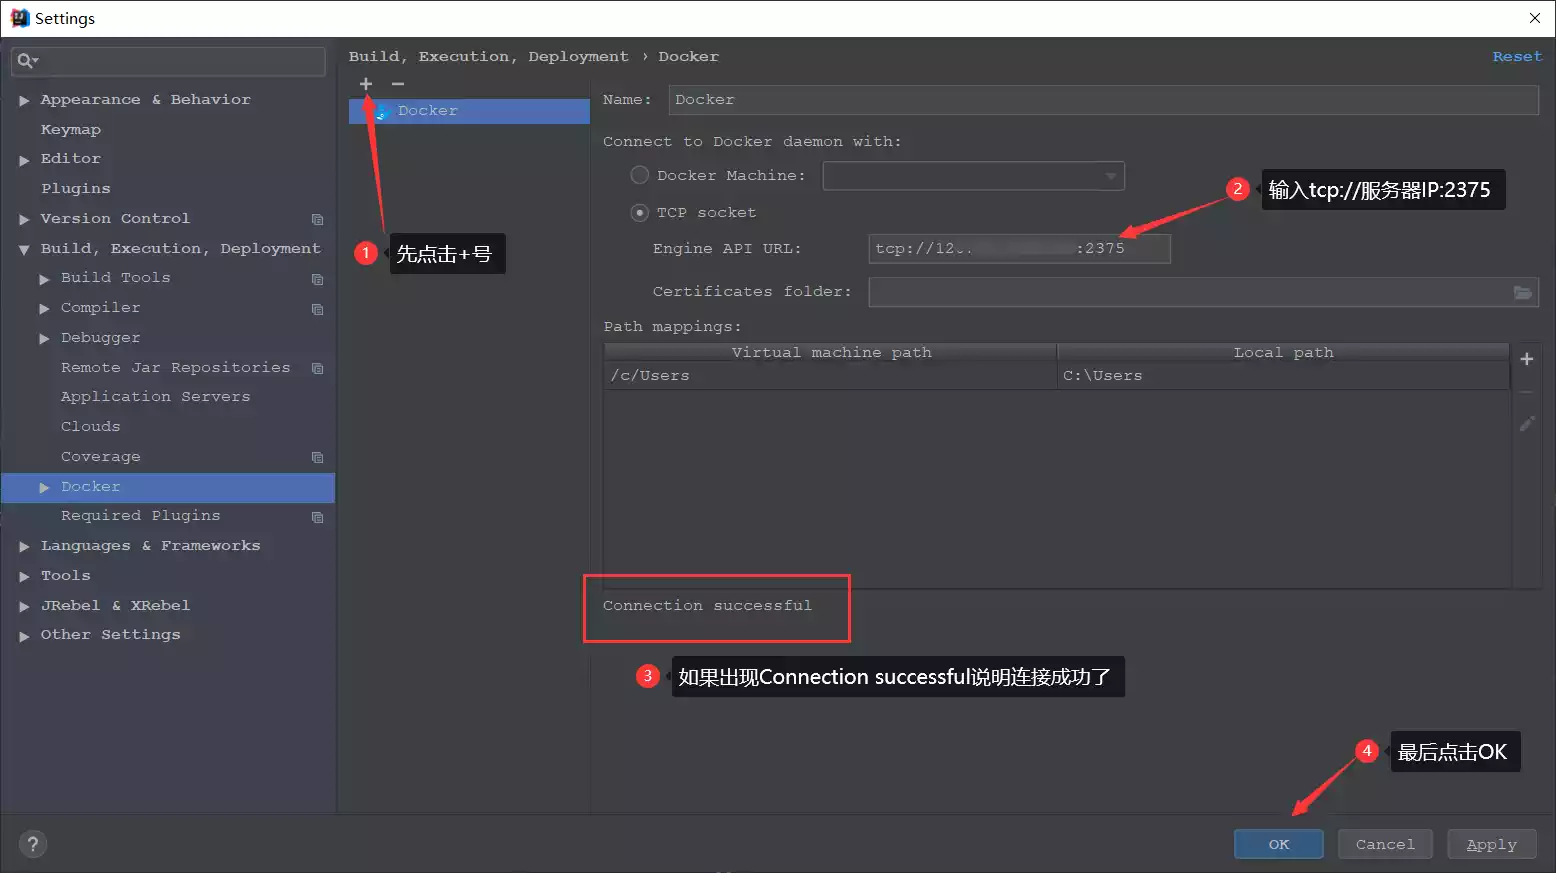 Settings
Appearance & Behavior
Keymap
Editor
Plugins
Version Control
Build, Execution, Deployment
Build Tools
Compiler
Debugger
Remote Jar Repositories
Application Servers
Clouds
Coverage
Docker
Required Plugins
Languages & Frameworks
Tools
JRebel & XRebel
Other Settings
Build, Execution, Deployment › Docker
Reset
Docker
Name: Docker
Connect to Docker daemon with:
Docker Machine:
TCP socket
Engine API URL: tcp://12 :2375
Certificates folder:
Path mappings:
Virtual machine path Local path
/c/Users C:\Users
Connection successful
1 先点击+号
2 输入tcp://服务器IP:2375
3 如果出现Connection successful说明连接成功了
4 最后点击OK
?
OK Cancel Apply